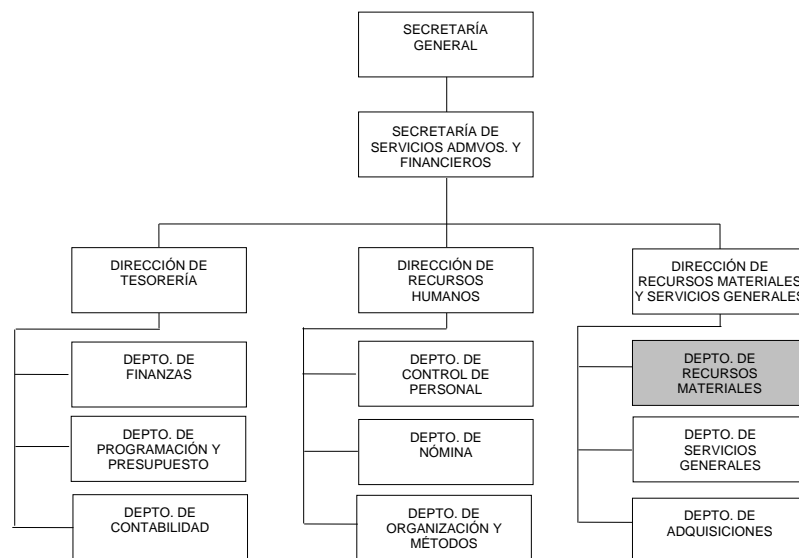 SECRETARÍA
GENERAL
SECRETARÍA DE
SERVICIOS ADMVOS. Y
FINANCIEROS
DIRECCIÓN DE
TESORERÍA
DIRECCIÓN DE
RECURSOS
HUMANOS
DIRECCIÓN DE
RECURSOS MATERIALES
Y SERVICIOS GENERALES
DEPTO. DE
FINANZAS
DEPTO. DE
CONTROL DE
PERSONAL
DEPTO. DE
RECURSOS
MATERIALES
DEPTO. DE
PROGRAMACIÓN Y
PRESUPUESTO
DEPTO. DE
NÓMINA
DEPTO. DE
SERVICIOS
GENERALES
DEPTO. DE
CONTABILIDAD
DEPTO. DE
ORGANIZACIÓN Y
MÉTODOS
DEPTO. DE
ADQUISICIONES